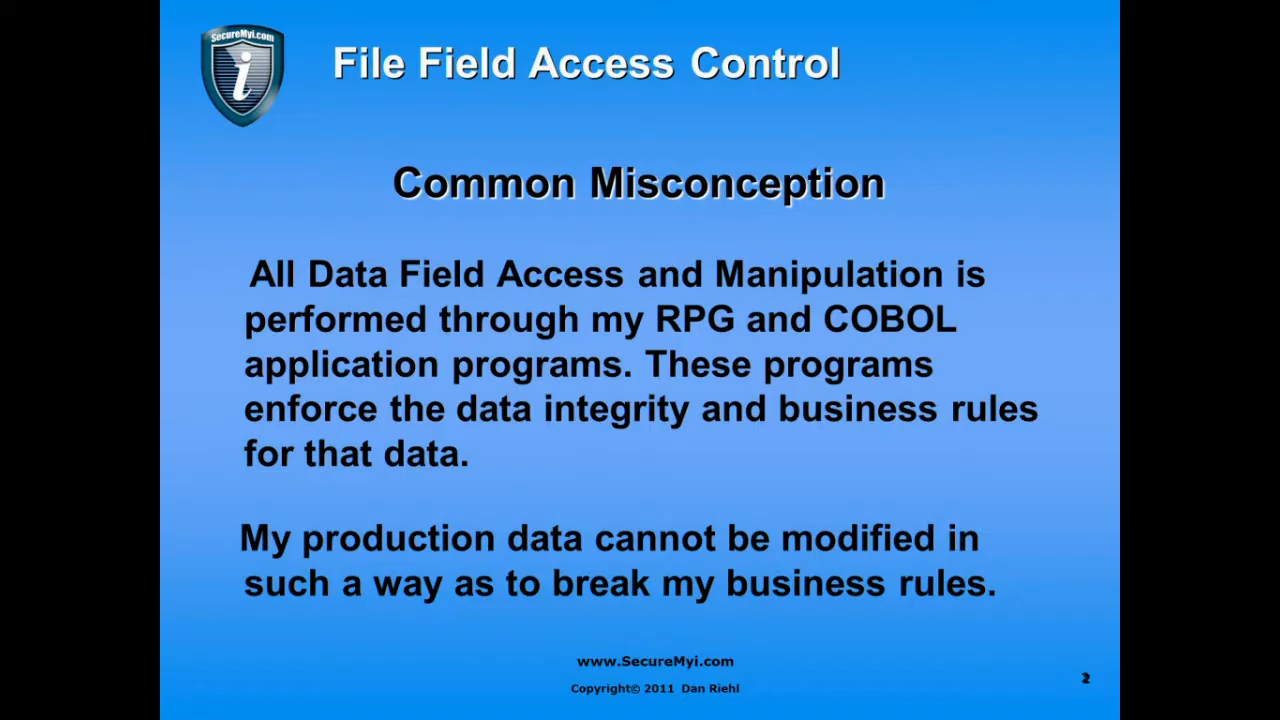 SecureMyi.com
i
File Field Access Control
Common Misconception
All Data Field Access and Manipulation is
performed through my RPG and COBOL
application programs. These programs
enforce the data integrity and business rules
for that data.
My production data cannot be modified in
such a way as to break my business rules.
www.SecureMyi.com
Copyright© 2011 Dan Riehl
2